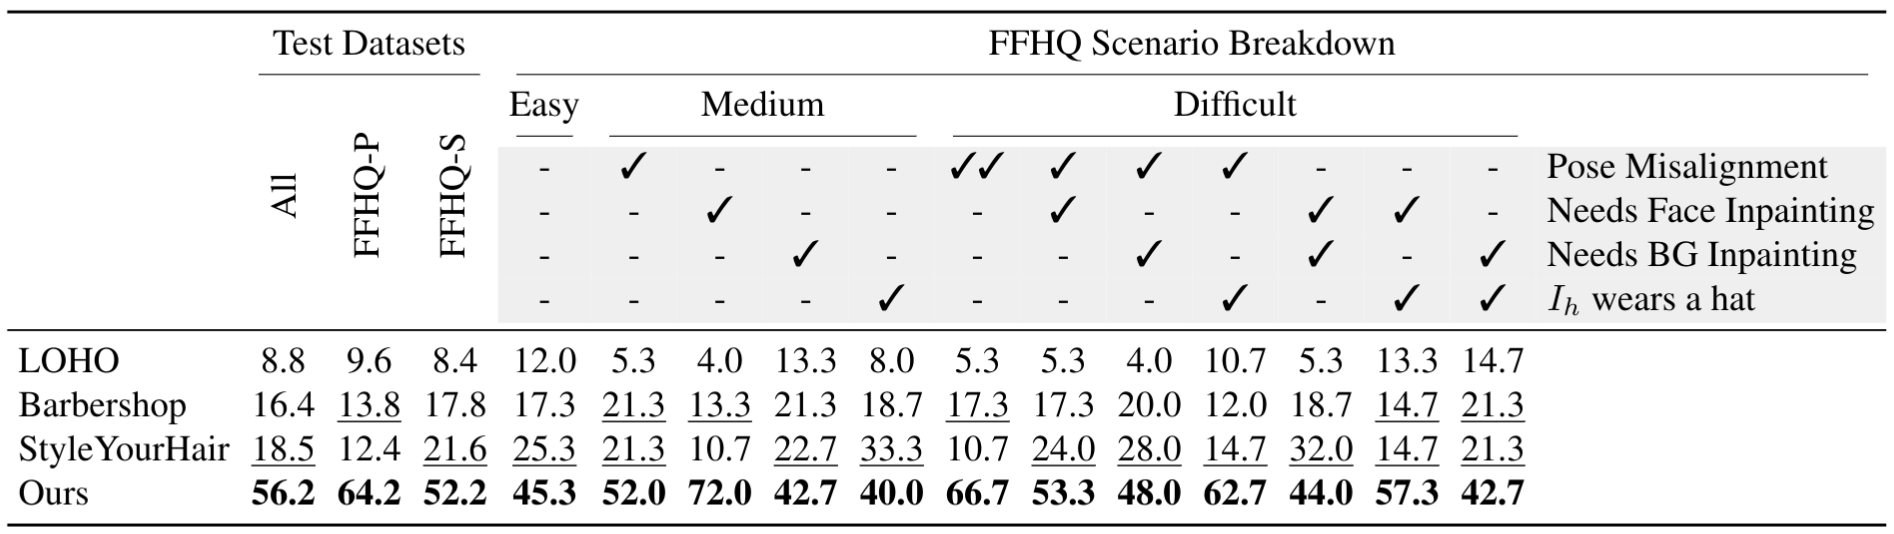 Test Datasets FFHQ Scenario Breakdown
Easy Medium Difficult
All FFHQ-P FFHQ-S
- ✓ - - - ✓✓ ✓ ✓ ✓ - - - Pose Misalignment
- - ✓ - - - ✓ - - ✓ ✓ - Needs Face Inpainting
- - - ✓ - - - ✓ - ✓ - ✓ Needs BG Inpainting
- - - - ✓ - - - ✓ - ✓ ✓ I_h wears a hat
LOHO 8.8 9.6 8.4 12.0 5.3 4.0 13.3 8.0 5.3 5.3 4.0 10.7 5.3 13.3 14.7
Barbershop 16.4 13.8 17.8 17.3 21.3 13.3 21.3 18.7 17.3 17.3 20.0 12.0 18.7 14.7 21.3
StyleYourHair 18.5 12.4 21.6 25.3 21.3 10.7 22.7 33.3 10.7 24.0 28.0 14.7 32.0 14.7 21.3
Ours 56.2 64.2 52.2 45.3 52.0 72.0 42.7 40.0 66.7 53.3 48.0 62.7 44.0 57.3 42.7